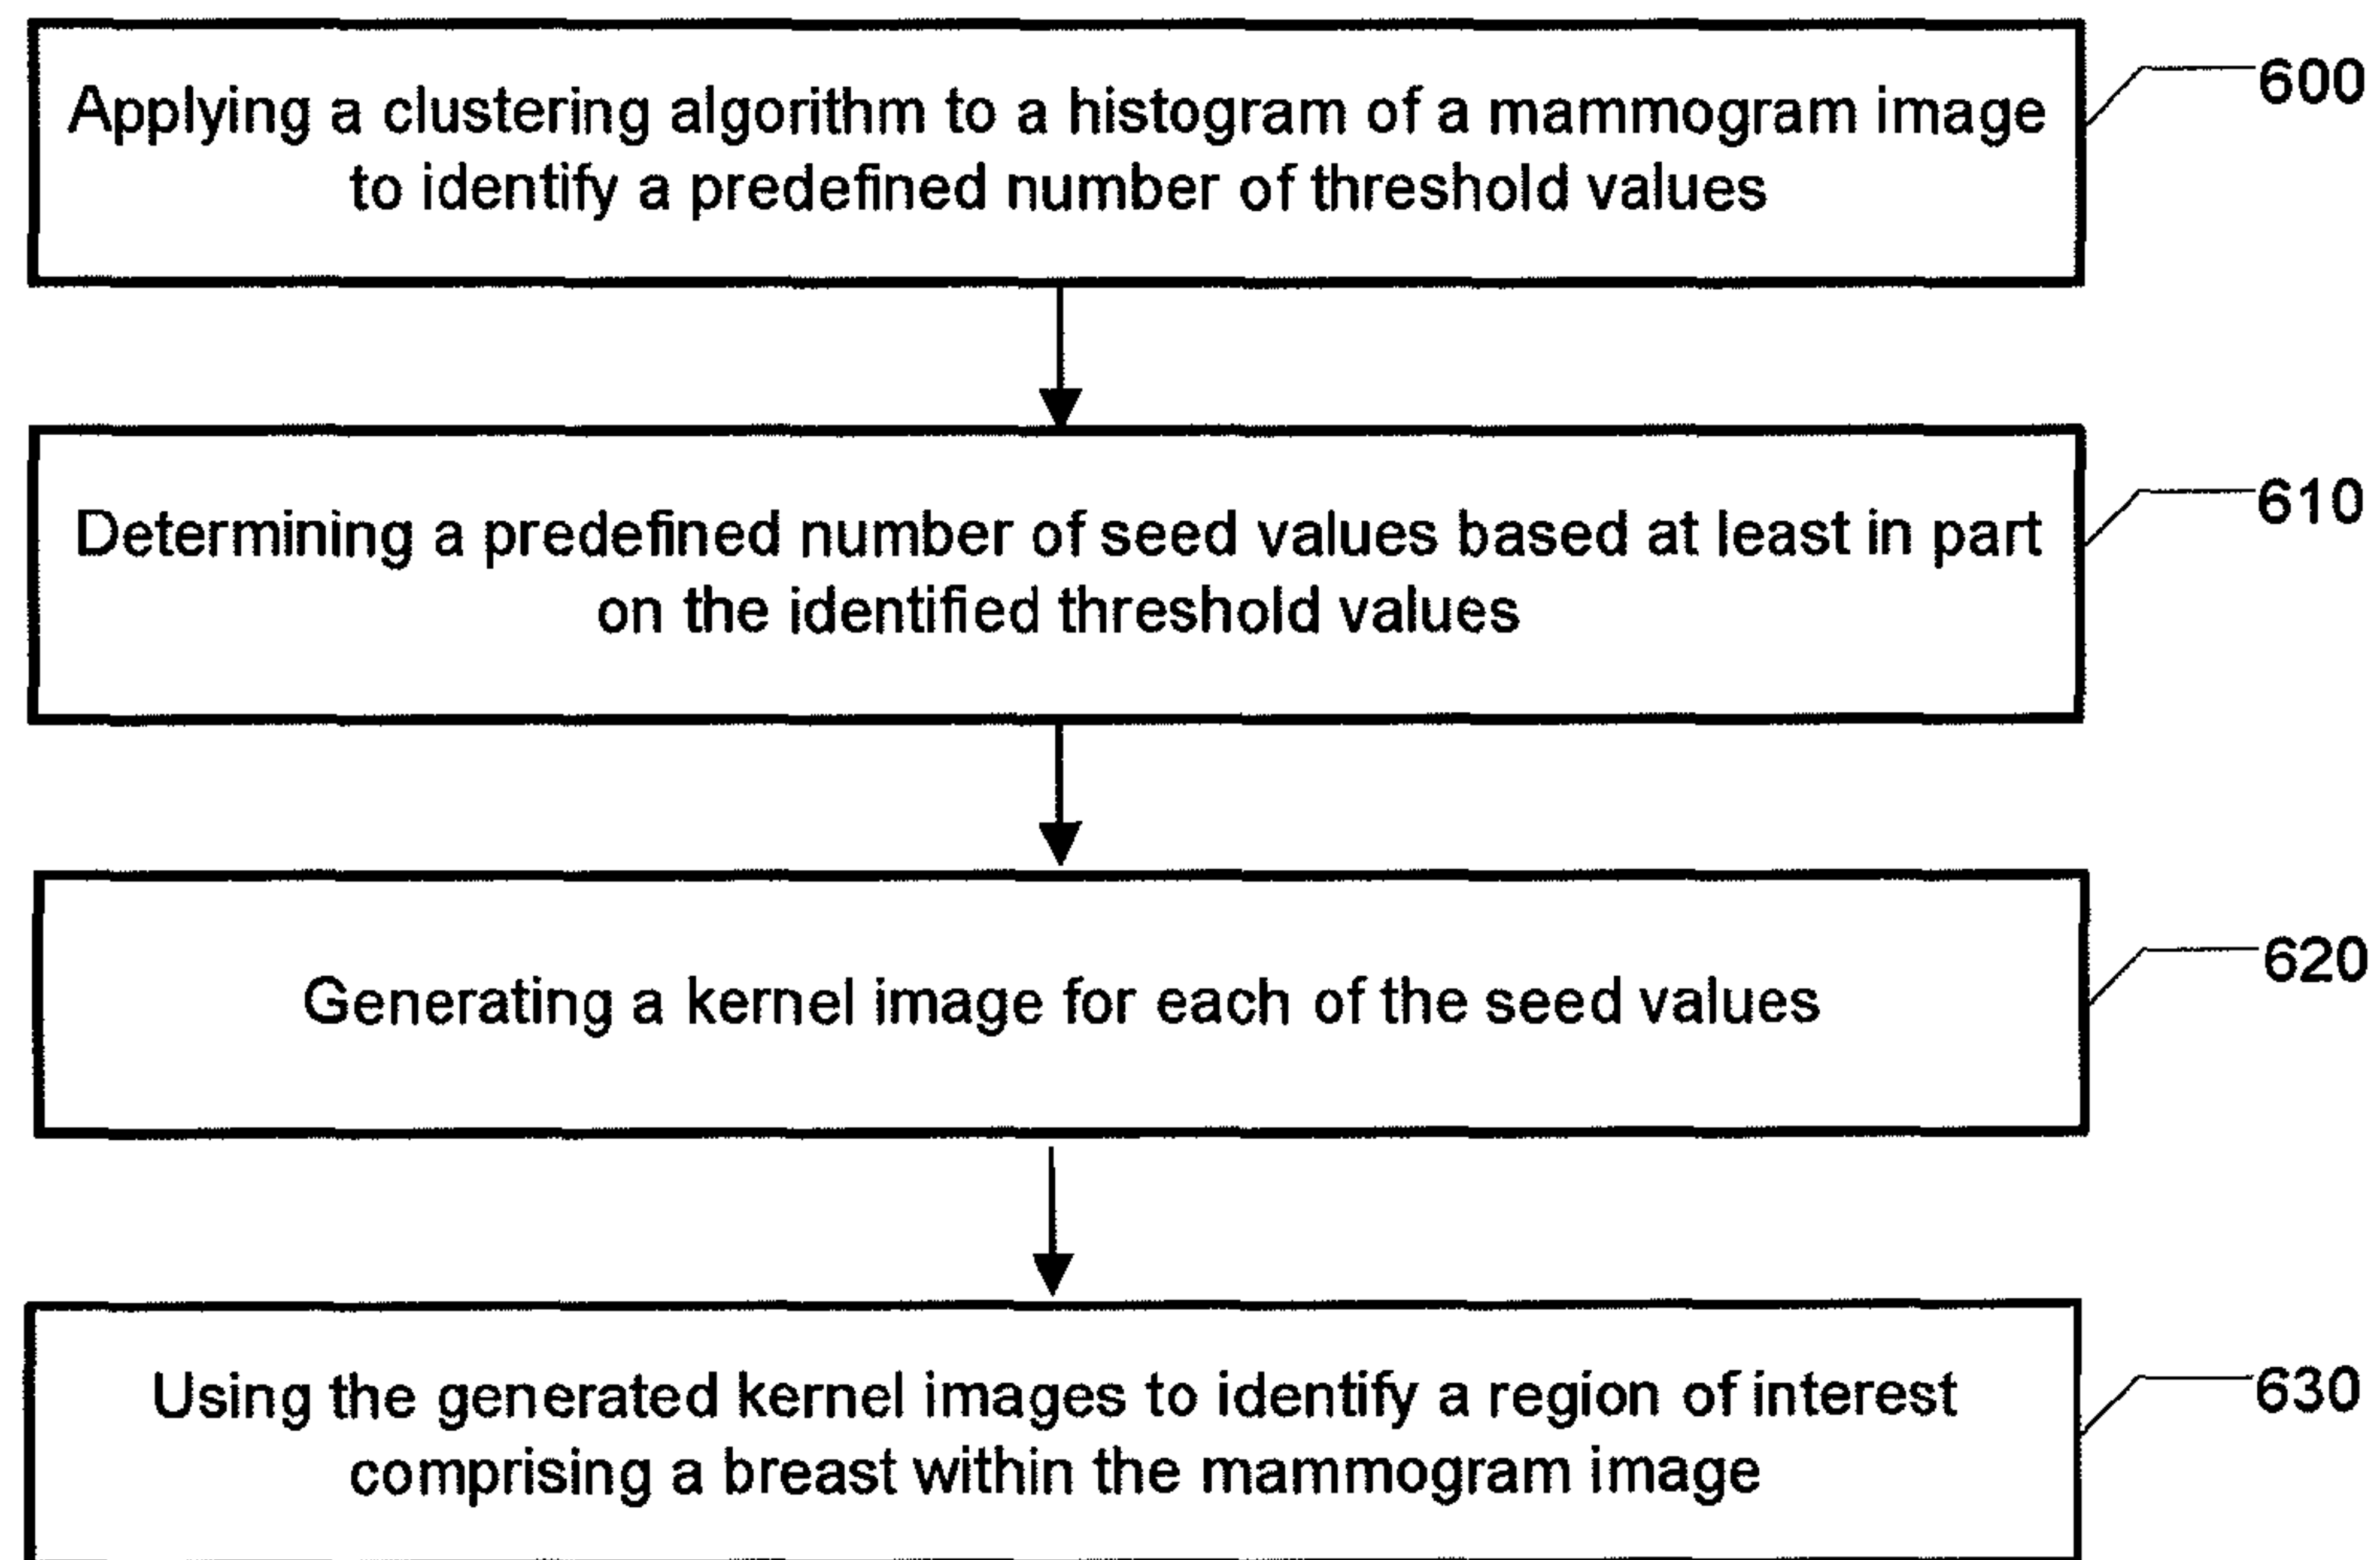 Applying a clustering algorithm to a histogram of a mammogram image
to identify a predefined number of threshold values
600
Determining a predefined number of seed values based at least in part
on the identified threshold values
610
Generating a kernel image for each of the seed values
620
Using the generated kernel images to identify a region of interest
comprising a breast within the mammogram image
630